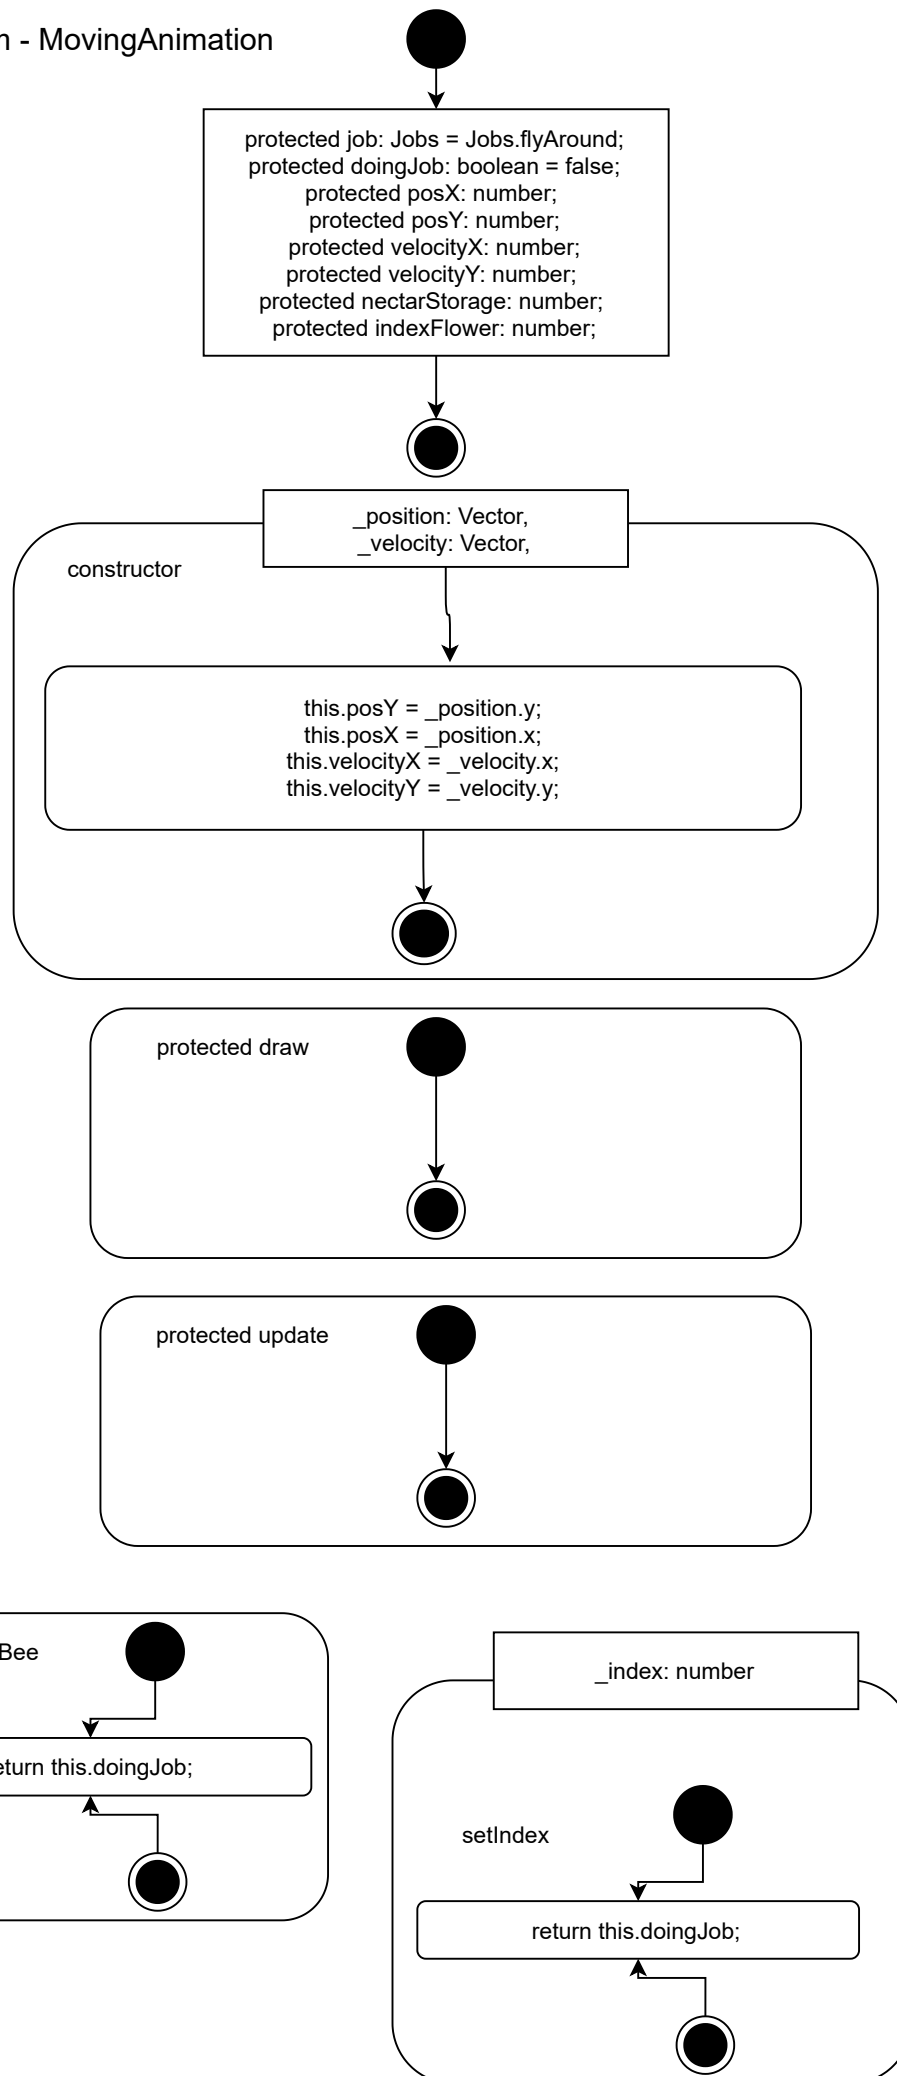 - MovingAnimation
protected job: Jobs = Jobs.flyAround;
protected doingJob: boolean = false;
protected posX: number;
protected posY: number;
protected velocityX: number;
protected velocityY: number;
protected nectarStorage: number;
protected indexFlower: number;
_position: Vector,
_velocity: Vector,
constructor
this.posY = _position.y;
this.posX = _position.x;
this.velocityX = _velocity.x;
this.velocityY = _velocity.y;
protected draw
protected update
Bee
this.doingJob;
_index: number
setIndex
return this.doingJob;